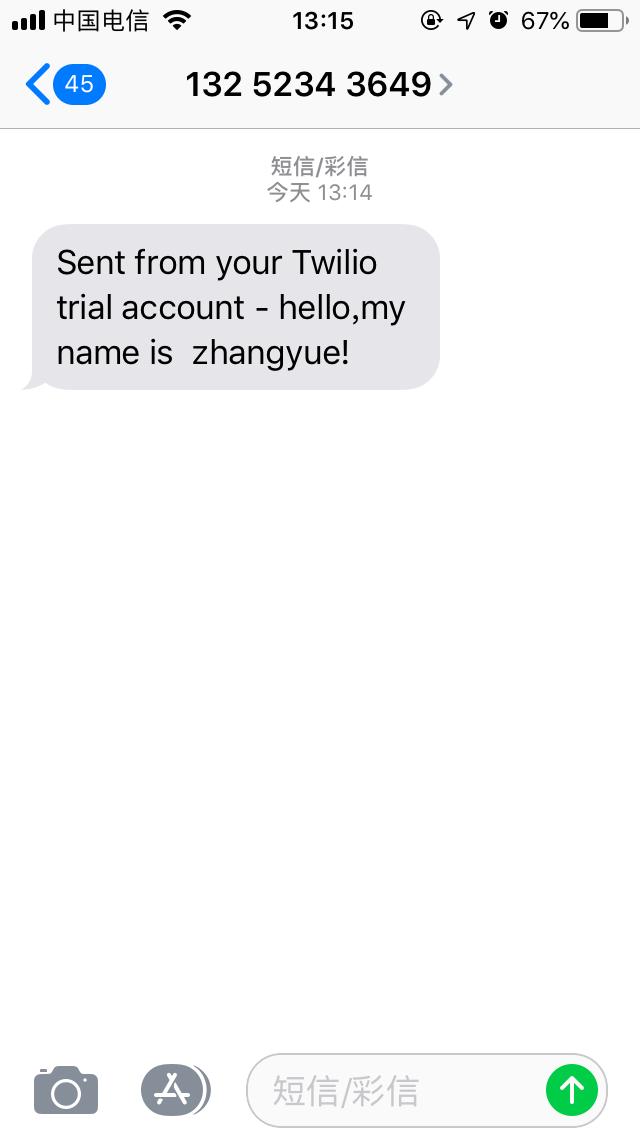 中国电信 13:15 67%
45 132 5234 3649
短信/彩信
今天 13:14
Sent from your Twilio
trial account - hello,my
name is  zhangyue!
短信/彩信